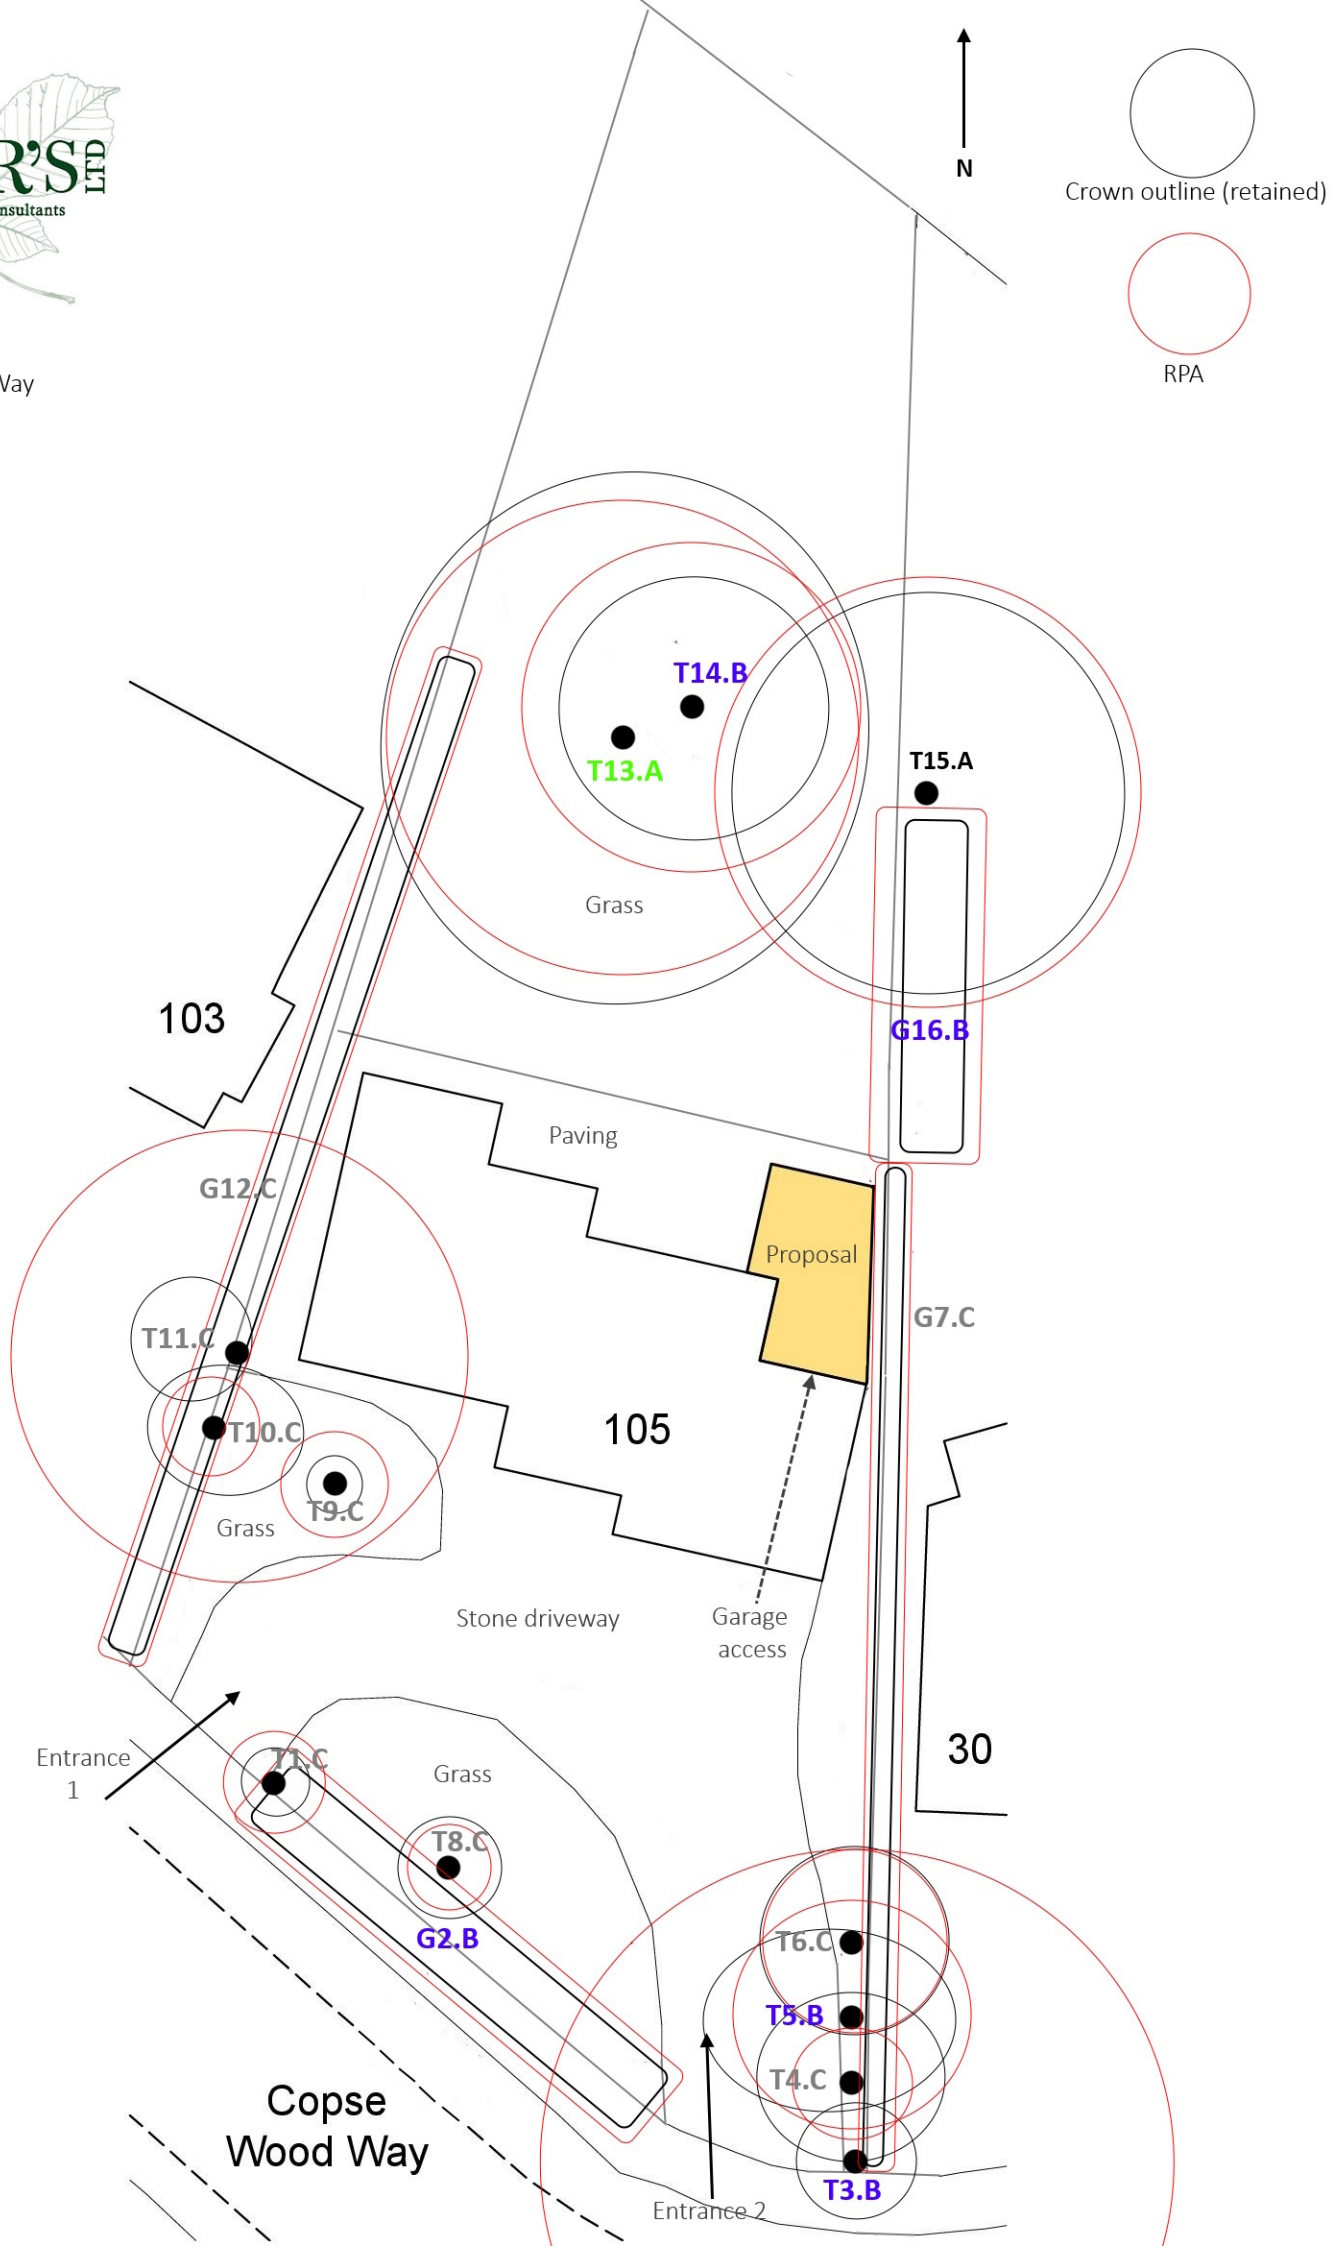 N
Crown outline (retained)
R'S LTD
nsultants
RPA
Way
T14.B
T13.A
T15.A
Grass
103
G16.B
Paving
G12.C
Proposal
G7.C
T11.C
T10.C
105
T9.C
Grass
Stone driveway
Garage
access
30
Entrance
1
T1.C
Grass
T8.C
G2.B
T6.C
T5.B
T4.C
Copse
Wood Way
T3.B
Entrance 2